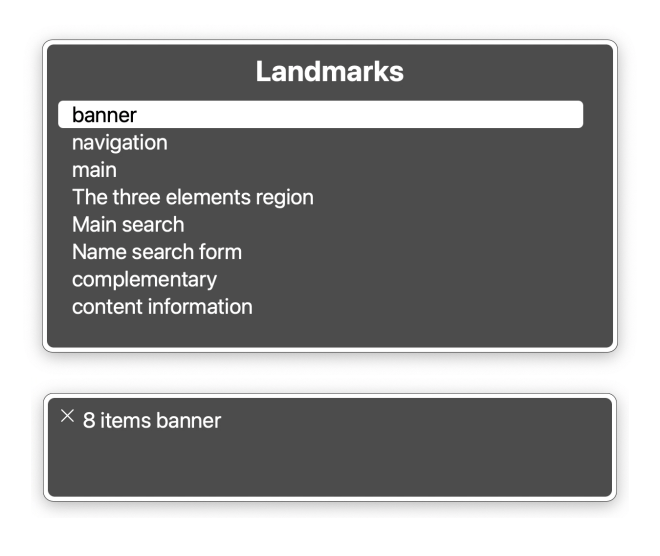 Landmarks
banner
navigation
main
The three elements region
Main search
Name search form
complementary
content information
8 items banner